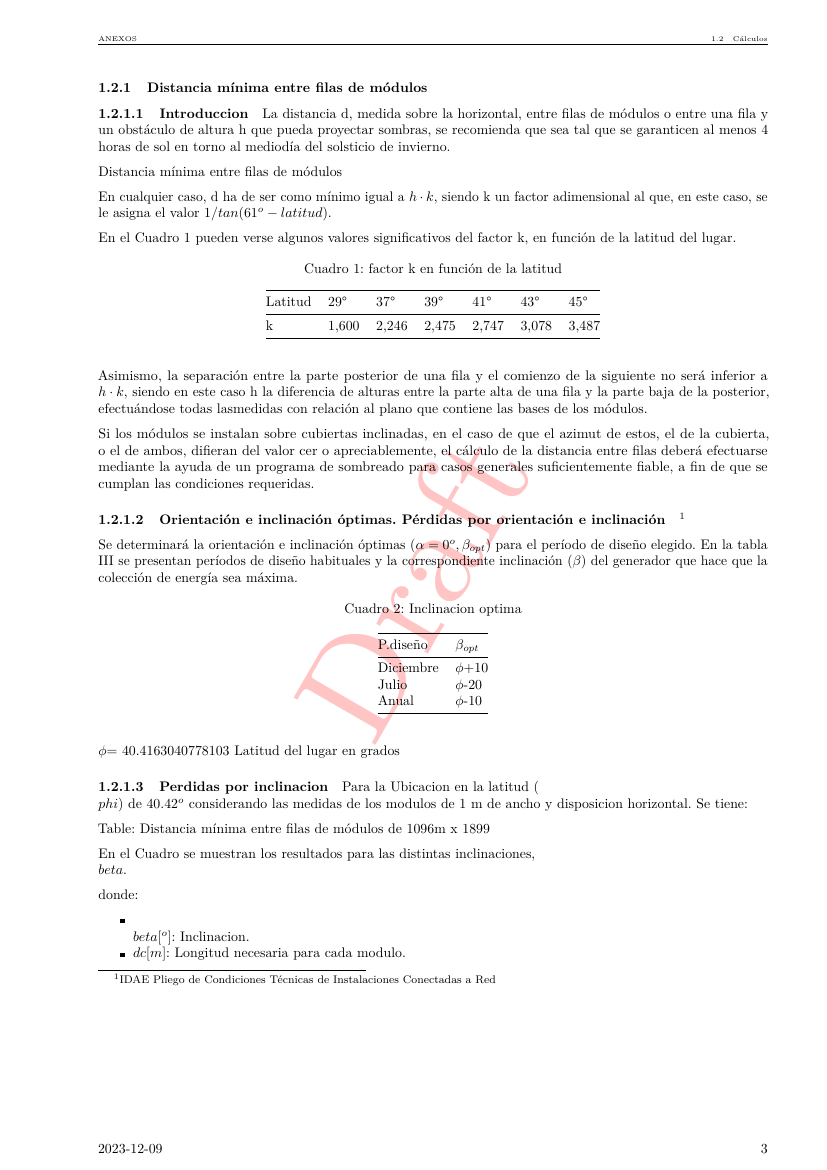 ANEXOS 1.2 Cálculos
1.2.1 Distancia mínima entre filas de módulos
1.2.1.1 Introduccion La distancia d, medida sobre la horizontal, entre filas de módulos o entre una fila y
un obstáculo de altura h que pueda proyectar sombras, se recomienda que sea tal que se garanticen al menos 4
horas de sol en torno al mediodía del solsticio de invierno.
Distancia mínima entre filas de módulos
En cualquier caso, d ha de ser como mínimo igual a h · k, siendo k un factor adimensional al que, en este caso, se
le asigna el valor 1/tan(61º − latitud).
En el Cuadro 1 pueden verse algunos valores significativos del factor k, en función de la latitud del lugar.
Cuadro 1: factor k en función de la latitud
Latitud 29° 37° 39° 41° 43° 45°
k 1,600 2,246 2,475 2,747 3,078 3,487
Asimismo, la separación entre la parte posterior de una fila y el comienzo de la siguiente no será inferior a
h · k, siendo en este caso h la diferencia de alturas entre la parte alta de una fila y la parte baja de la posterior,
efectuándose todas lasmedidas con relación al plano que contiene las bases de los módulos.
Si los módulos se instalan sobre cubiertas inclinadas, en el caso de que el azimut de estos, el de la cubierta,
o el de ambos, difieran del valor cer o apreciablemente, el cálculo de la distancia entre filas deberá efectuarse
mediante la ayuda de un programa de sombreado para casos generales suficientemente fiable, a fin de que se
cumplan las condiciones requeridas.
1.2.1.2 Orientación e inclinación óptimas. Pérdidas por orientación e inclinación 1
Se determinará la orientación e inclinación óptimas (α = 0º, βopt) para el período de diseño elegido. En la tabla
III se presentan períodos de diseño habituales y la correspondiente inclinación (β) del generador que hace que la
colección de energía sea máxima.
Cuadro 2: Inclinacion optima
P.diseño βopt
Diciembre ϕ+10
Julio ϕ-20
Anual ϕ-10
ϕ= 40.4163040778103 Latitud del lugar en grados
1.2.1.3 Perdidas por inclinacion Para la Ubicacion en la latitud (
phi) de 40.42º considerando las medidas de los modulos de 1 m de ancho y disposicion horizontal. Se tiene:
Table: Distancia mínima entre filas de módulos de 1096m x 1899
En el Cuadro se muestran los resultados para las distintas inclinaciones,
beta.
donde:
beta[º]: Inclinacion.
dc[m]: Longitud necesaria para cada modulo.
1IDAE Pliego de Condiciones Técnicas de Instalaciones Conectadas a Red
2023-12-09 3
Draft